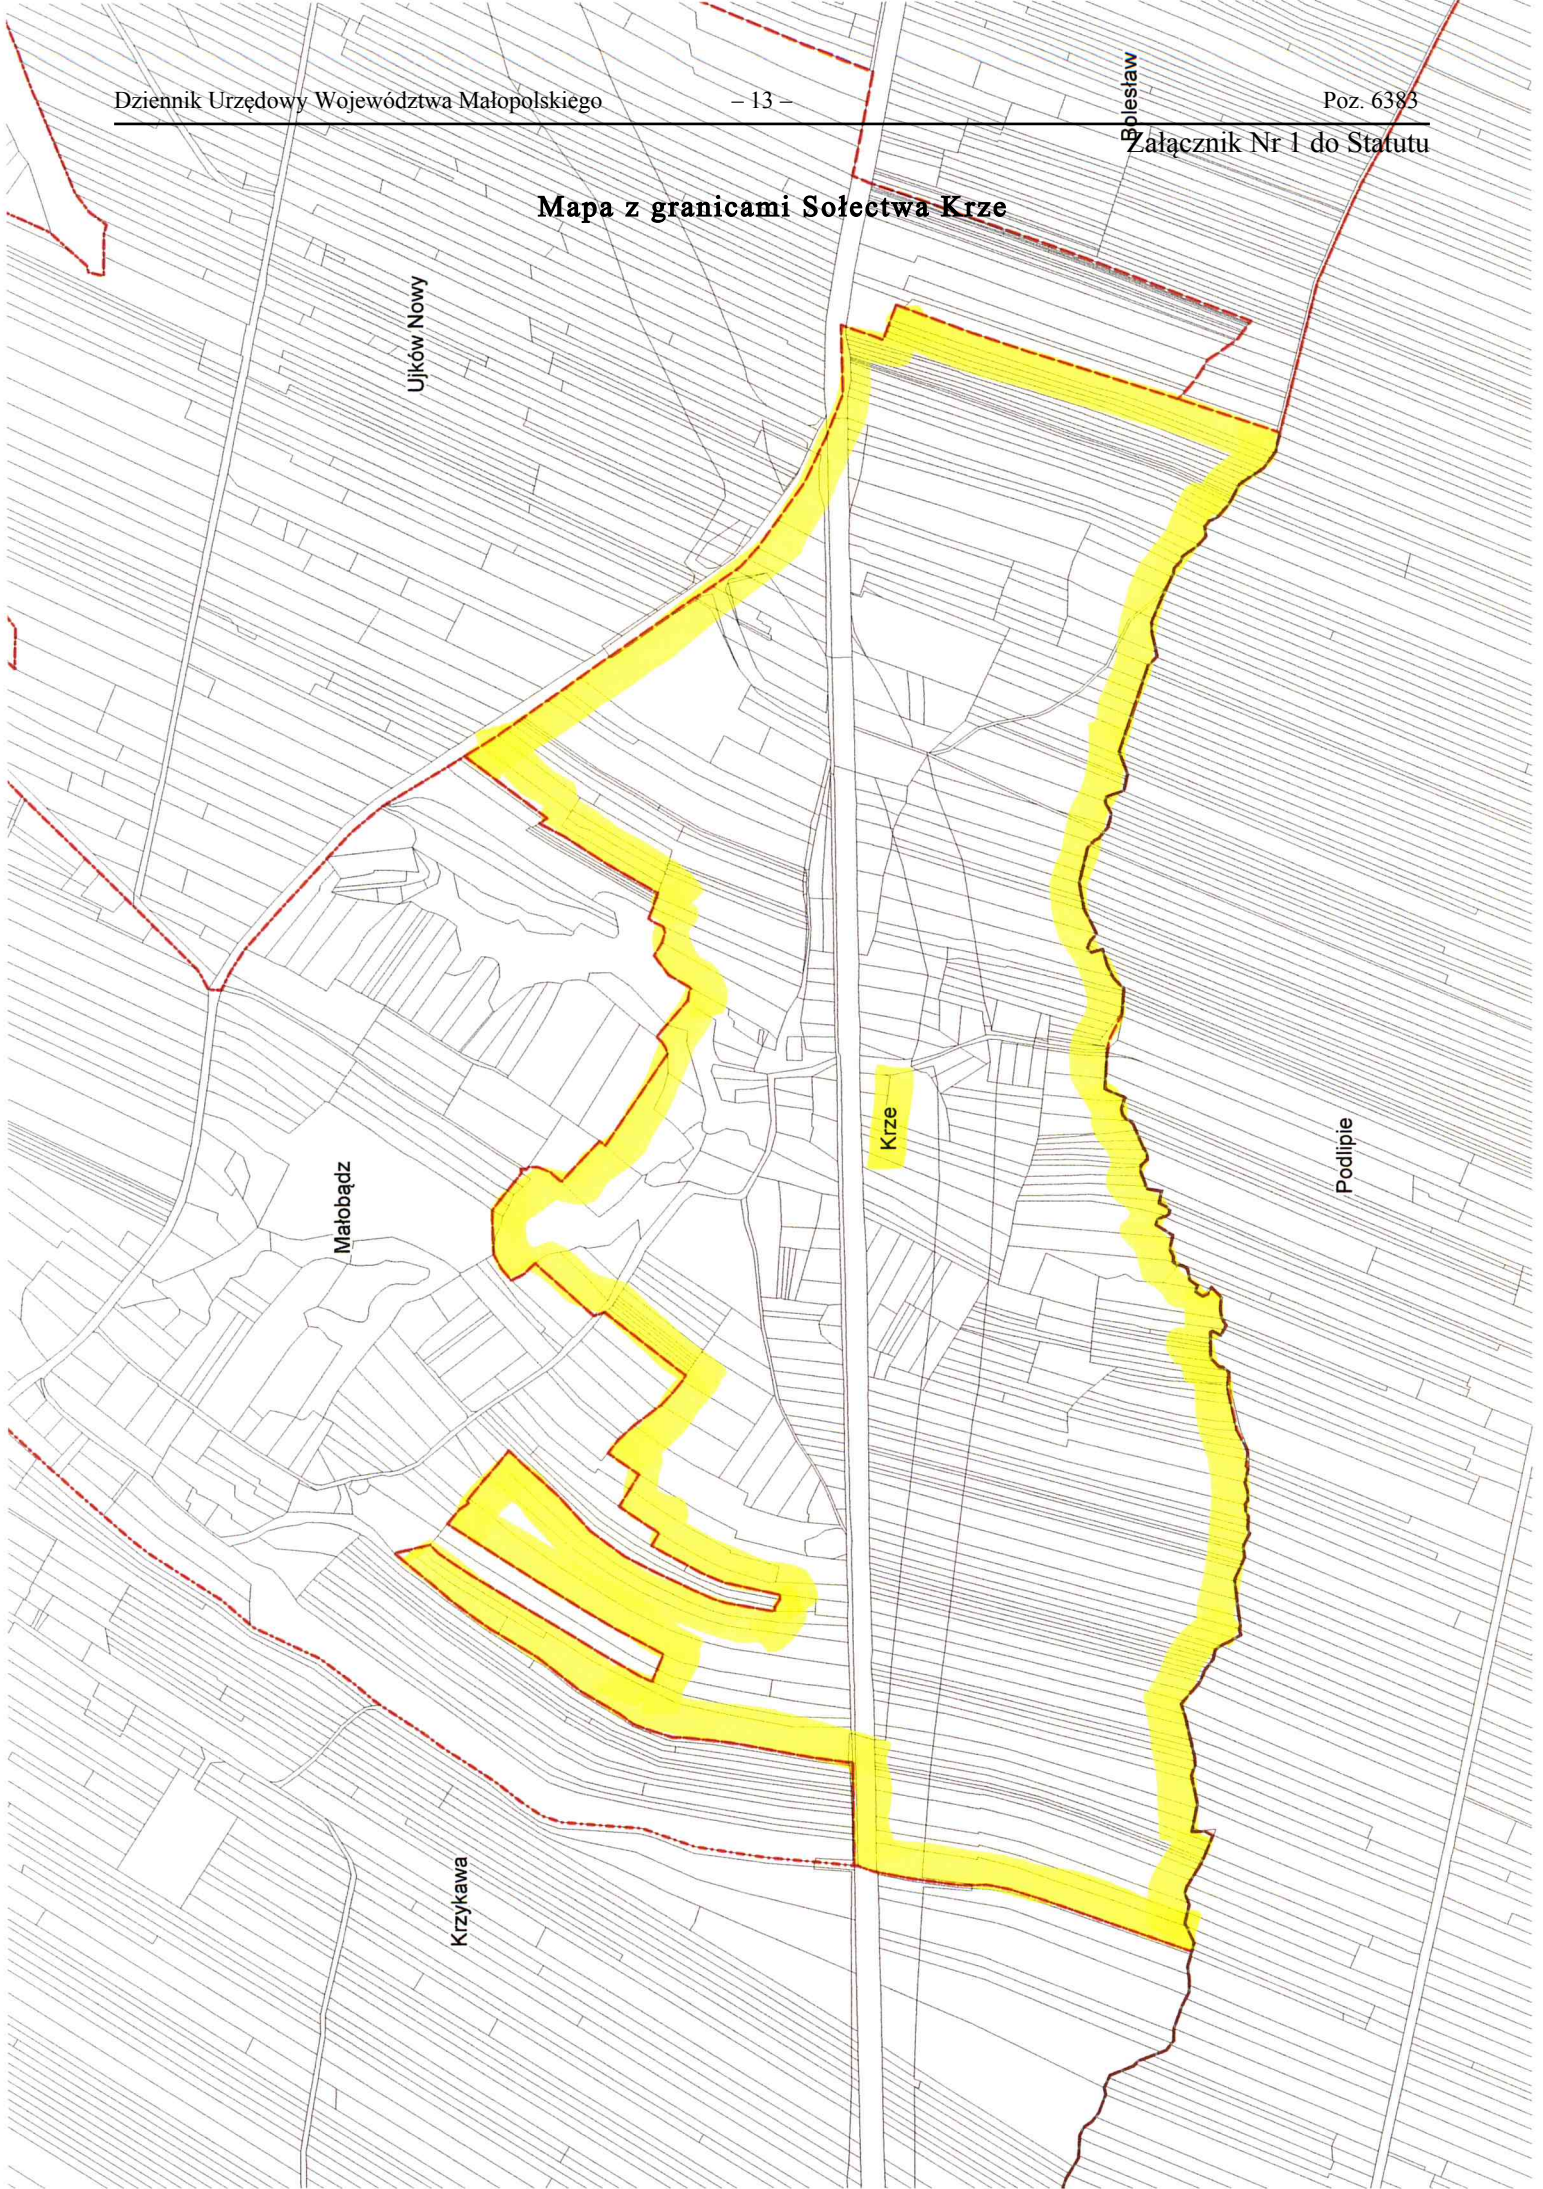 Dziennik Urzędowy Województwa Małopolskiego – 13 – Poz. 6383
Załącznik Nr 1 do Statutu
Mapa z granicami Sołectwa Krze
Bolesław
Ujków Nowy
Krze
Małobądz
Podlipie
Krzykawa